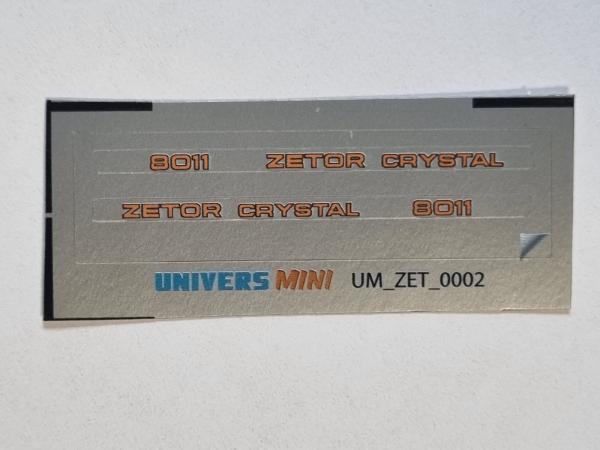 8011 ZETOR CRYSTAL
ZETOR CRYSTAL 8011
UNIVERS MINI UM_ZET_0002